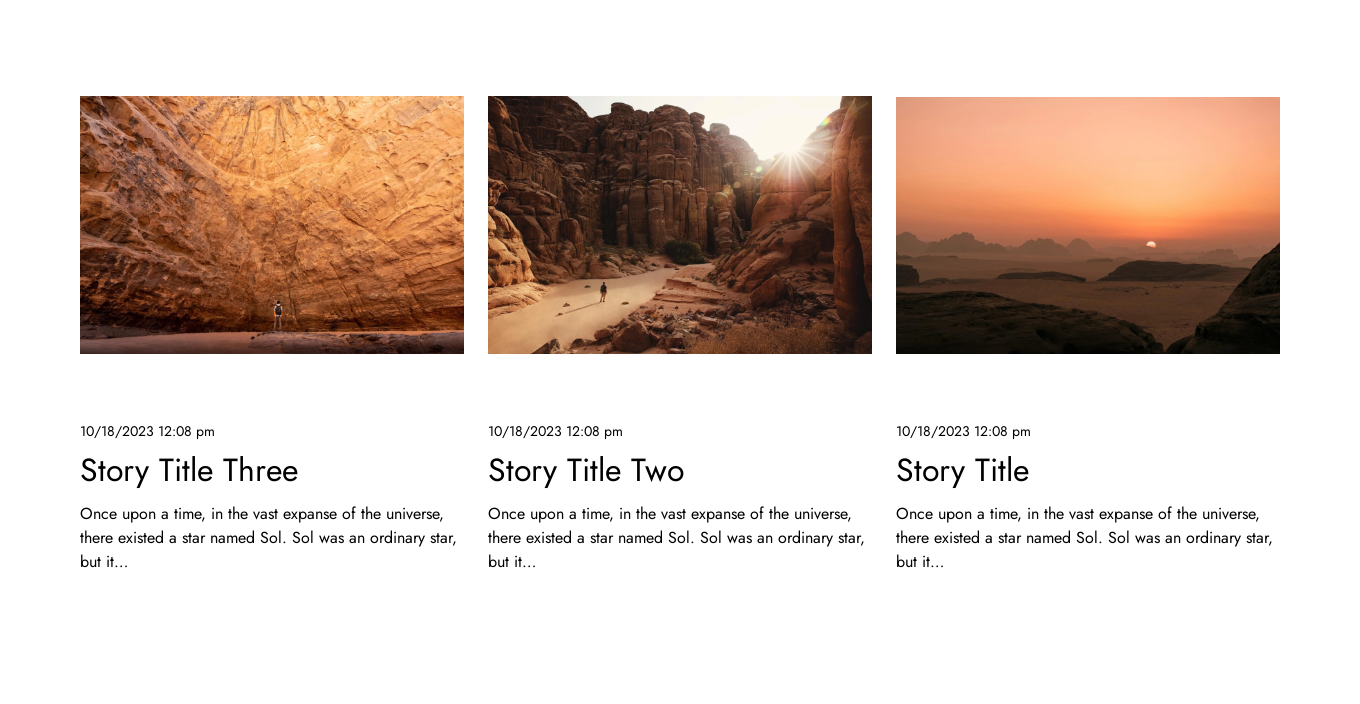 10/18/2023 12:08 pm
Story Title Three
Once upon a time, in the vast expanse of the universe,
there existed a star named Sol. Sol was an ordinary star,
but it…
10/18/2023 12:08 pm
Story Title Two
Once upon a time, in the vast expanse of the universe,
there existed a star named Sol. Sol was an ordinary star,
but it…
10/18/2023 12:08 pm
Story Title
Once upon a time, in the vast expanse of the universe,
there existed a star named Sol. Sol was an ordinary star,
but it…